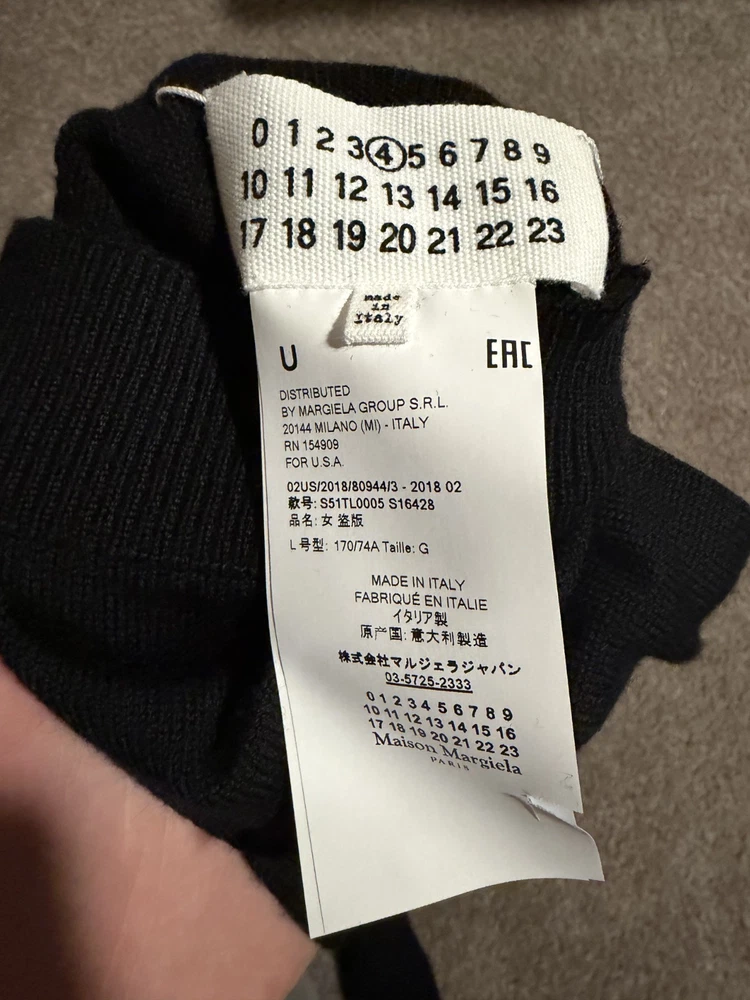 0 1 2 3 4 5 6 7 8 9
10 11 12 13 14 15 16
17 18 19 20 21 22 23
made
in
Italy
U EAC
DISTRIBUTED
BY MARGIELA GROUP S.R.L.
20144 MILANO (MI) - ITALY
RN 154909
FOR U.S.A.
02US/2018/80944/3 - 2018 02
款号: S51TL0005 S16428
品名: 女 盗版
L 号型: 170/74A Taille: G
MADE IN ITALY
FABRIQUÉ EN ITALIE
イタリア製
原产国: 意大利製造
株式会社マルジェラジャパン
03-5725-2333
0 1 2 3 4 5 6 7 8 9
10 11 12 13 14 15 16
17 18 19 20 21 22 23
Maison Margiela
PARIS